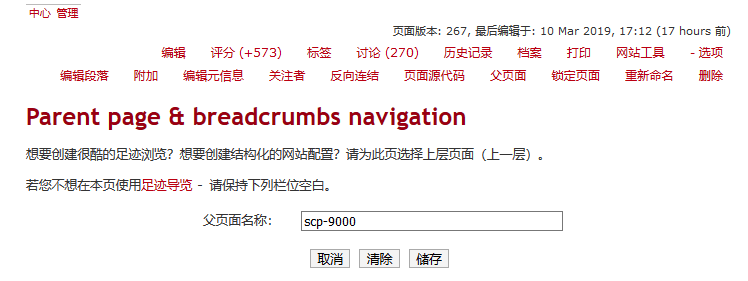 中心 管理
页面版本: 267, 最后编辑于: 10 Mar 2019, 17:12 (17 hours 前)
编辑 评分 (+573) 标签 讨论 (270) 历史记录 档案 打印 网站工具 - 选项
编辑段落 附加 编辑元信息 关注者 反向连结 页面源代码 父页面 锁定页面 重新命名 删除
Parent page & breadcrumbs navigation
想要创建很酷的足迹浏览？想要创建结构化的网站配置？请为此页选择上层页面（上一层）。
若您不想在本页使用足迹导览 - 请保持下列栏位空白。
父页面名称: scp-9000
取消 清除 储存